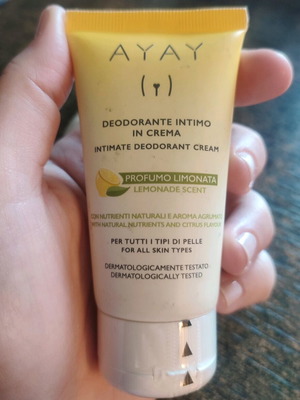 AYAY
DEODORANTE INTIMO
IN CREMA
INTIMATE DEODORANT CREAM
PROFUMO LIMONATA
LEMONADE SCENT
CON NUTRIENTI NATURALI E AROMA AGRUMATO
WITH NATURAL NUTRIENTS AND CITRUS FLAVOUR
PER TUTTI I TIPI DI PELLE
FOR ALL SKIN TYPES
DERMATOLOGICAMENTE TESTATO
DERMATOLOGICALLY TESTED